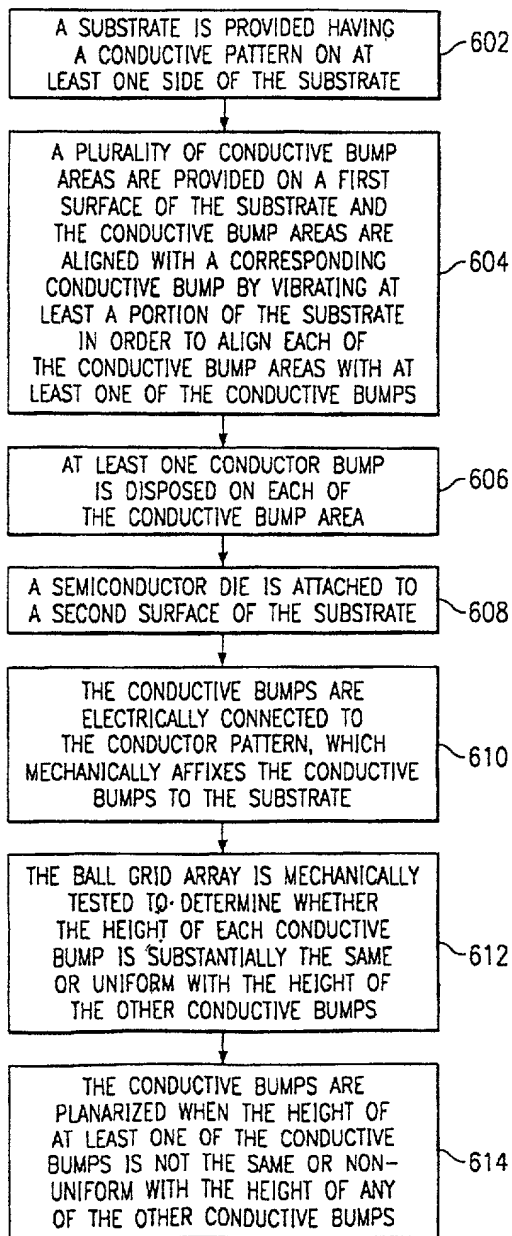 A SUBSTRATE IS PROVIDED HAVING
A CONDUCTIVE PATTERN ON AT
LEAST ONE SIDE OF THE SUBSTRATE
602
A PLURALITY OF CONDUCTIVE BUMP
AREAS ARE PROVIDED ON A FIRST
SURFACE OF THE SUBSTRATE AND
THE CONDUCTIVE BUMP AREAS ARE
ALIGNED WITH A CORRESPONDING
CONDUCTIVE BUMP BY VIBRATING AT
LEAST A PORTION OF THE SUBSTRATE
IN ORDER TO ALIGN EACH OF
THE CONDUCTIVE BUMP AREAS WITH AT
LEAST ONE OF THE CONDUCTIVE BUMPS
604
AT LEAST ONE CONDUCTOR BUMP
IS DISPOSED ON EACH OF
THE CONDUCTIVE BUMP AREA
606
A SEMICONDUCTOR DIE IS ATTACHED TO
A SECOND SURFACE OF THE SUBSTRATE
608
THE CONDUCTIVE BUMPS ARE
ELECTRICALLY CONNECTED TO
THE CONDUCTOR PATTERN, WHICH
MECHANICALLY AFFIXES THE CONDUCTIVE
BUMPS TO THE SUBSTRATE
610
THE BALL GRID ARRAY IS MECHANICALLY
TESTED TO DETERMINE WHETHER
THE HEIGHT OF EACH CONDUCTIVE
BUMP IS SUBSTANTIALLY THE SAME
OR UNIFORM WITH THE HEIGHT OF
THE OTHER CONDUCTIVE BUMPS
612
THE CONDUCTIVE BUMPS ARE
PLANARIZED WHEN THE HEIGHT OF
AT LEAST ONE OF THE CONDUCTIVE
BUMPS IS NOT THE SAME OR NON-
UNIFORM WITH THE HEIGHT OF ANY
OF THE OTHER CONDUCTIVE BUMPS
614